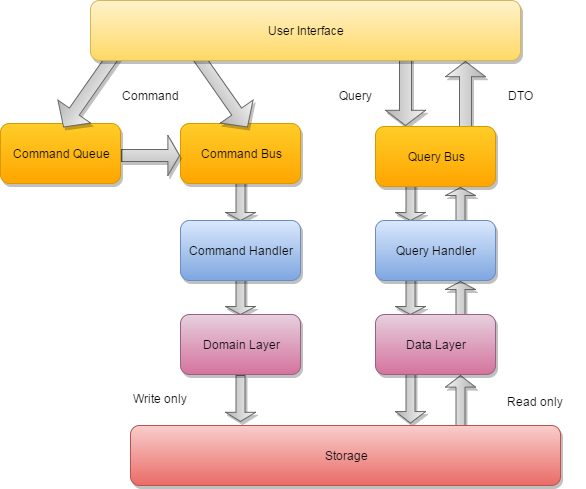 User Interface
Command
Query
DTO
Command Queue
Command Bus
Query Bus
Command Handler
Query Handler
Domain Layer
Data Layer
Write only
Read only
Storage